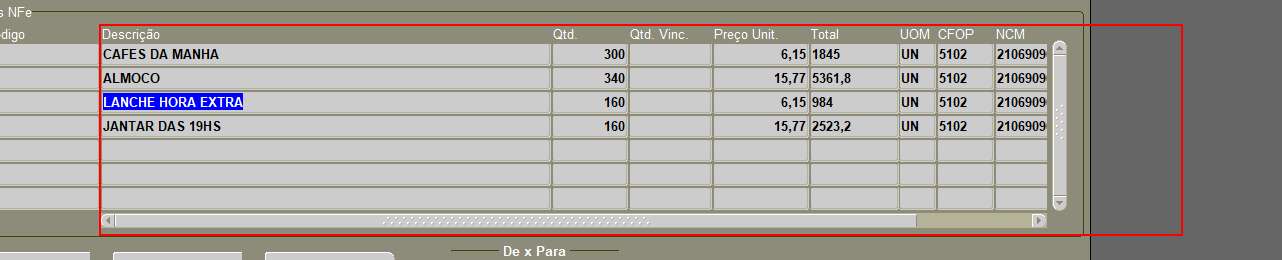 s NFe
ódigo Descrição Qtd. Qtd. Vinc. Preço Unit. Total UOM CFOP NCM
CAFES DA MANHA 300 6,15 1845 UN 5102 2106909
ALMOCO 340 15,77 5361,8 UN 5102 2106909
LANCHE HORA EXTRA 160 6,15 984 UN 5102 2106909
JANTAR DAS 19HS 160 15,77 2523,2 UN 5102 2106909
De x Para